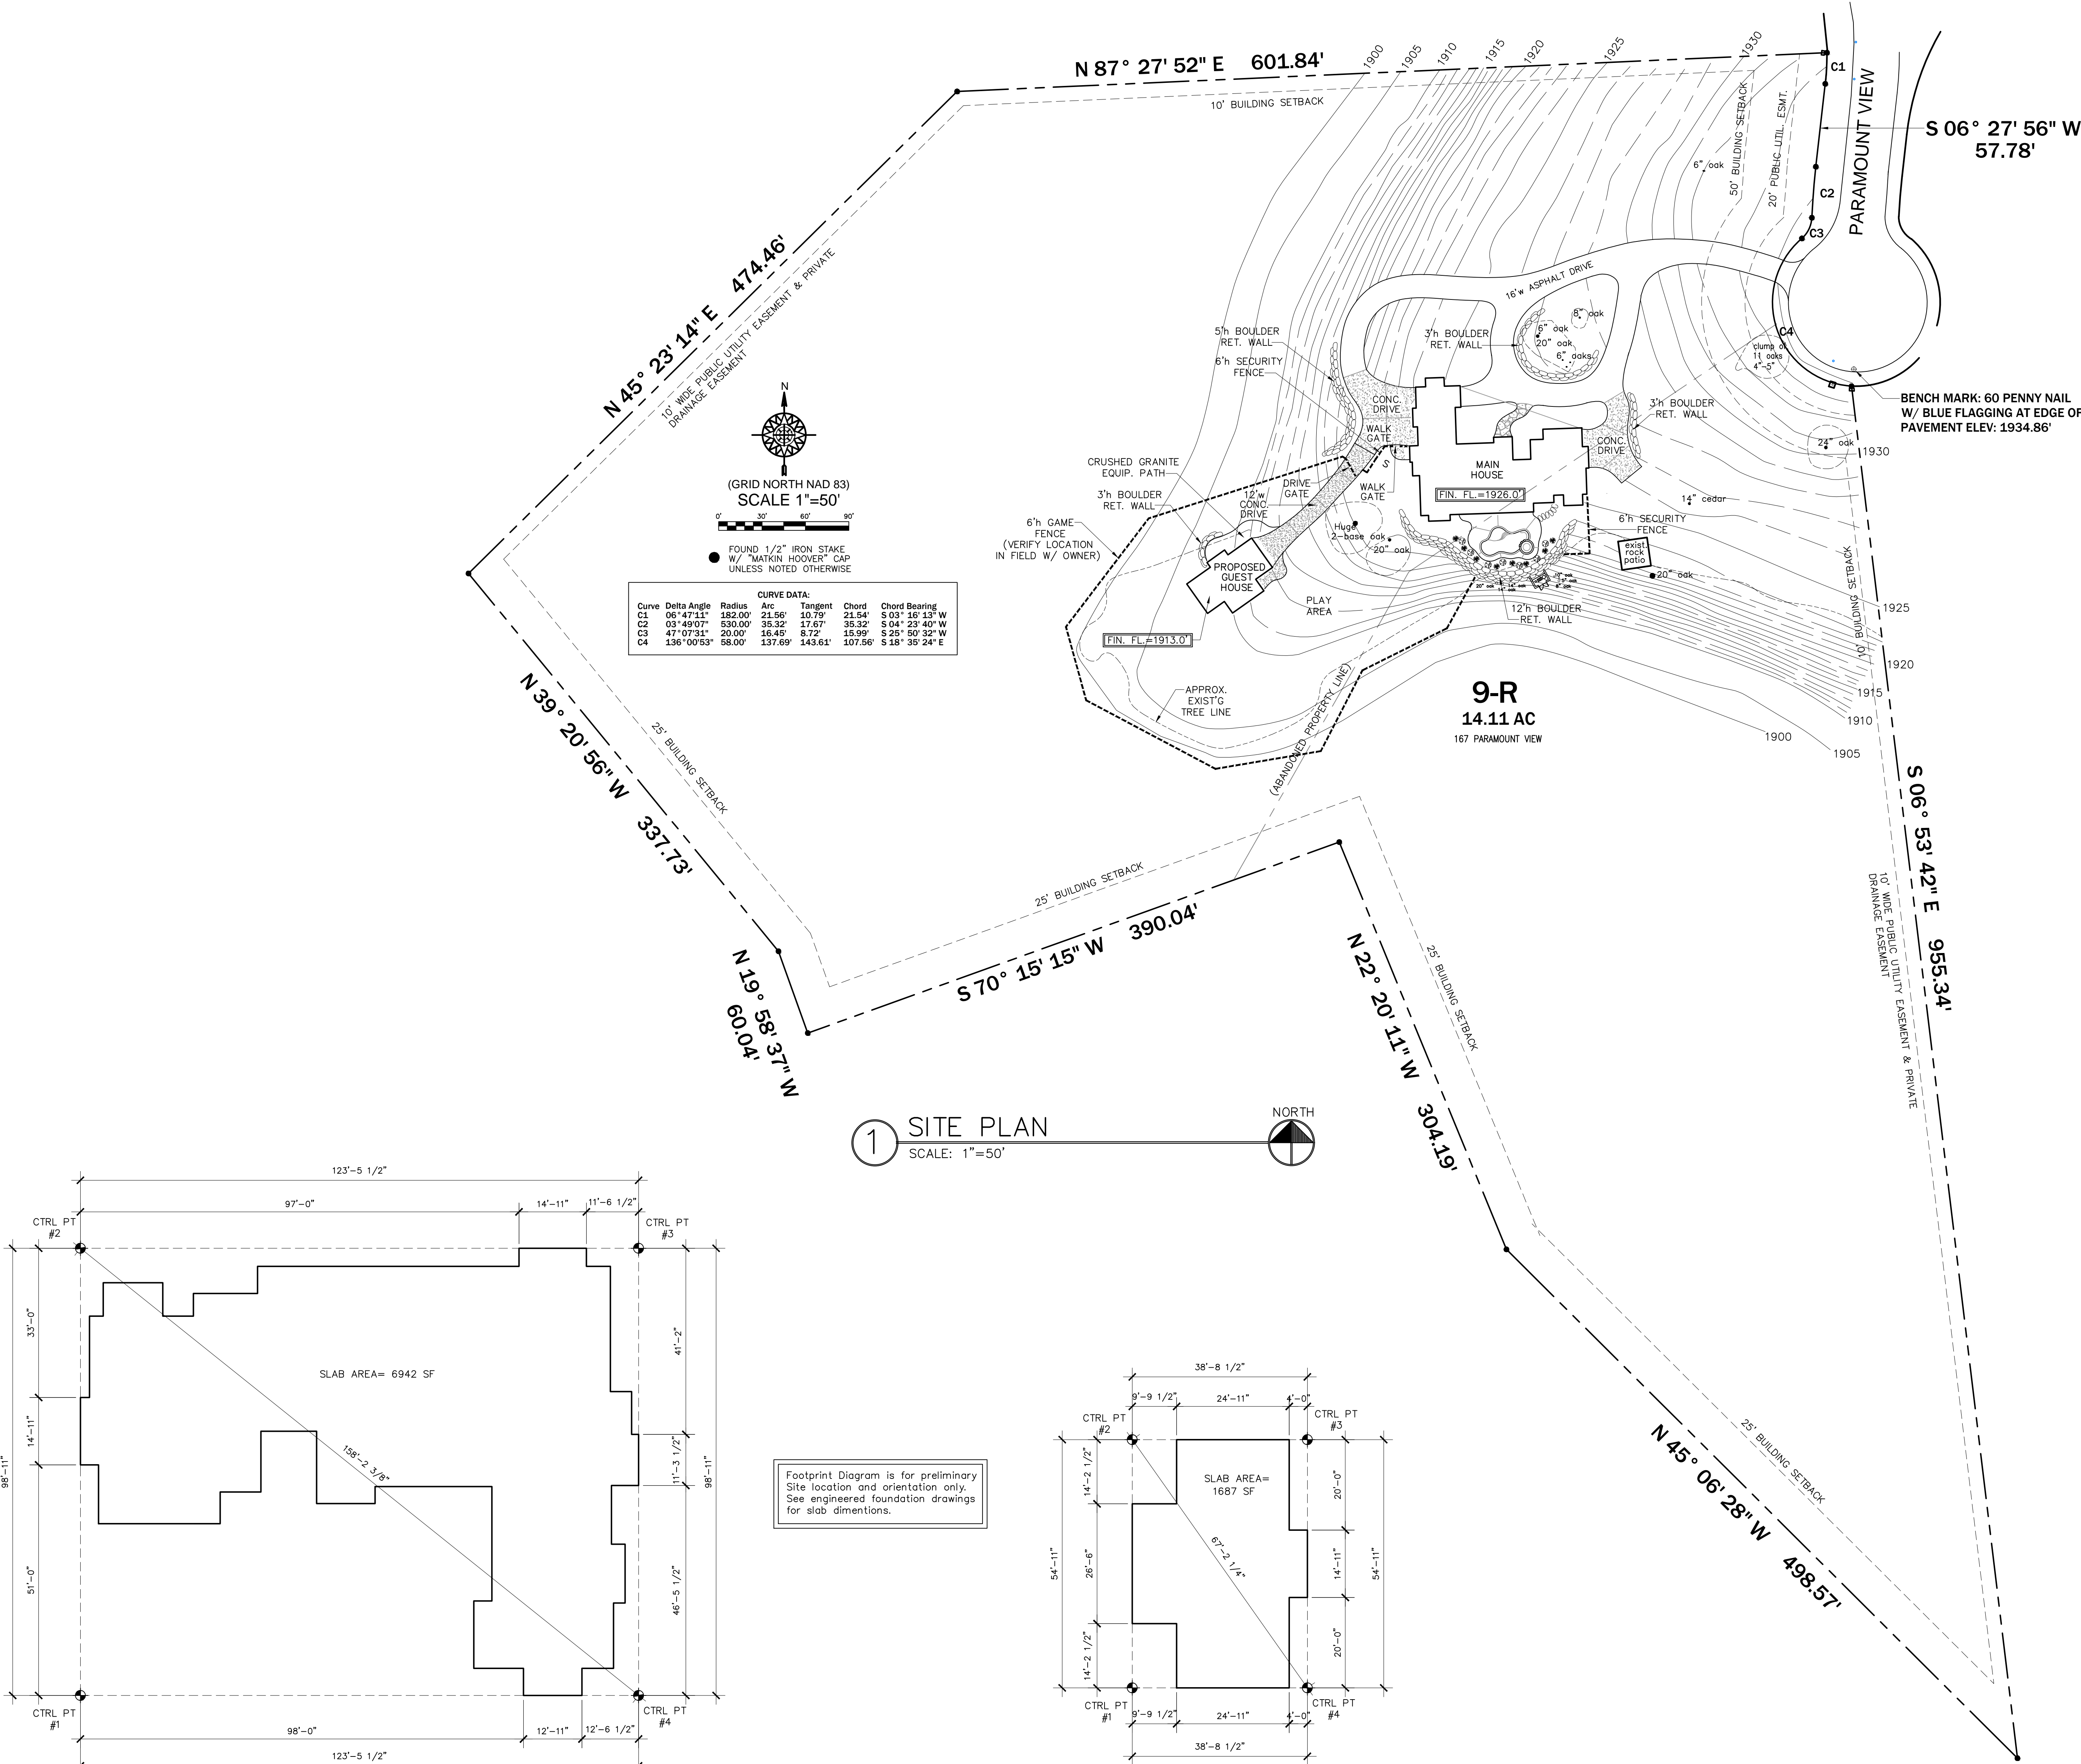 N 87° 27' 52" E 601.84'
10' BUILDING SETBACK
1900
1905
1910
1915
1920
1925
1930
C1
PARAMOUNT VIEW
S 06° 27' 56" W
57.78'
50' BUILDING SETBACK
20' PUBLIC UTIL. ESMT.
6" oak
C2
C3
C4
N 45° 23' 14" E 474.46'
10' WIDE PUBLIC UTILITY EASEMENT & PRIVATE
DRAINAGE EASEMENT
16'w ASPHALT DRIVE
8" oak
6" oak
20" oak
6" oaks
3'h BOULDER
RET. WALL
5'h BOULDER
RET. WALL
6'h SECURITY
FENCE
clump of
11 oaks
4"-5"
BENCH MARK: 60 PENNY NAIL
W/ BLUE FLAGGING AT EDGE OF
PAVEMENT ELEV: 1934.86'
N
(GRID NORTH NAD 83)
SCALE 1"=50'
0' 30' 60' 90'
FOUND 1/2" IRON STAKE
W/ "MATKIN HOOVER" CAP
UNLESS NOTED OTHERWISE
CONC.
DRIVE
WALK
GATE
3'h BOULDER
RET. WALL
CONC.
DRIVE
24" oak
1930
MAIN
HOUSE
FIN. FL.=1926.0'
S
CRUSHED GRANITE
EQUIP. PATH
3'h BOULDER
RET. WALL
DRIVE
GATE
WALK
GATE
12'w
CONC.
DRIVE
14" cedar
6'h GAME
FENCE
(VERIFY LOCATION
IN FIELD W/ OWNER)
Huge
2-base oak
20" oak
6'h SECURITY
FENCE
exist.
rock
patio
20" oak
PROPOSED
GUEST
HOUSE
PLAY
AREA
12'h BOULDER
RET. WALL
FIN. FL.=1913.0'
10' BUILDING SETBACK
1925
1920
1915
1910
1905
1900
CURVE DATA:
Curve Delta Angle Radius Arc Tangent Chord Chord Bearing
C1 06°47'11" 182.00' 21.56' 10.79' 21.54' S 03° 16' 13" W
C2 03°49'07" 530.00' 35.32' 17.67' 35.32' S 04° 23' 40" W
C3 47°07'31" 20.00' 16.45' 8.72' 15.99' S 25° 50' 32" W
C4 136°00'53" 58.00' 137.69' 143.61' 107.56' S 18° 35' 24" E
APPROX.
EXIST'G
TREE LINE
(ABANDONED PROPERTY LINE)
9-R
14.11 AC
167 PARAMOUNT VIEW
N 39° 20' 56" W 337.73'
25' BUILDING SETBACK
S 06° 53' 42" E 955.34'
10' WIDE PUBLIC UTILITY EASEMENT & PRIVATE
DRAINAGE EASEMENT
25' BUILDING SETBACK
S 70° 15' 15" W 390.04'
N 19° 58' 37" W
60.04'
N 22° 20' 11" W 304.19'
25' BUILDING SETBACK
1
SITE PLAN
SCALE: 1"=50'
NORTH
N 45° 06' 28" W 498.57'
25' BUILDING SETBACK
123'-5 1/2"
97'-0"
14'-11"
11'-6 1/2"
CTRL PT
#2
CTRL PT
#3
98'-11"
33'-0"
14'-11"
51'-0"
SLAB AREA= 6942 SF
158'-2 3/8"
41'-2"
11'-3 1/2"
46'-5 1/2"
98'-11"
CTRL PT
#1
CTRL PT
#4
98'-0"
12'-11"
12'-6 1/2"
123'-5 1/2"
Footprint Diagram is for preliminary
Site location and orientation only.
See engineered foundation drawings
for slab dimentions.
38'-8 1/2"
9'-9 1/2"
24'-11"
4'-0"
CTRL PT
#2
CTRL PT
#3
54'-11"
14'-2 1/2"
26'-6"
14'-2 1/2"
SLAB AREA=
1687 SF
67'-2 1/4"
20'-0"
14'-11"
20'-0"
54'-11"
CTRL PT
#1
CTRL PT
#4
9'-9 1/2"
24'-11"
4'-0"
38'-8 1/2"